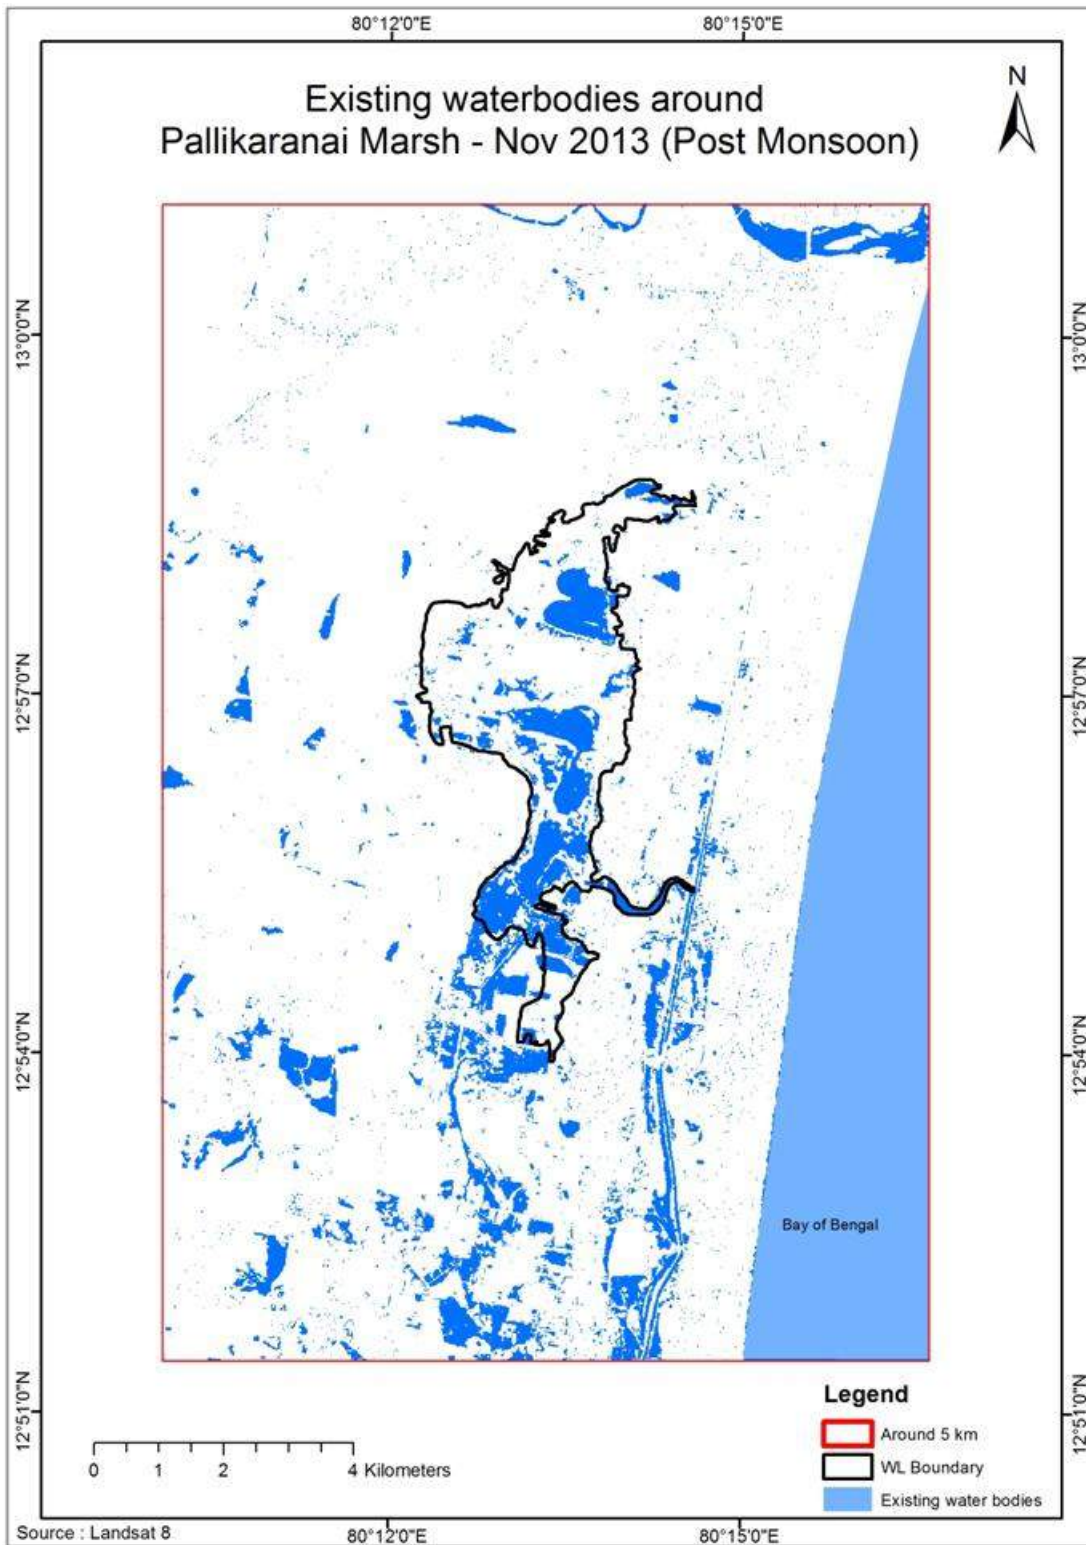 80°12'0"E 80°15'0"E
Existing waterbodies around
Pallikaranai Marsh - Nov 2013 (Post Monsoon)
N
13°0'0"N 13°0'0"N
12°57'0"N 12°57'0"N
12°54'0"N 12°54'0"N
Bay of Bengal
12°51'0"N 12°51'0"N
Legend
Around 5 km
WL Boundary
Existing water bodies
0 1 2 4 Kilometers
Source : Landsat 8
80°12'0"E 80°15'0"E